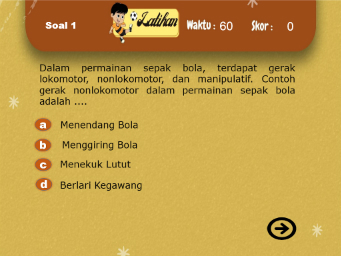 Soal 1
Latihan
Waktu : 60
Skor : 0
Dalam permainan sepak bola, terdapat gerak
lokomotor, nonlokomotor, dan manipulatif. Contoh
gerak nonlokomotor dalam permainan sepak bola
adalah ....
a Menendang Bola
b Menggiring Bola
c Menekuk Lutut
d Berlari Kegawang